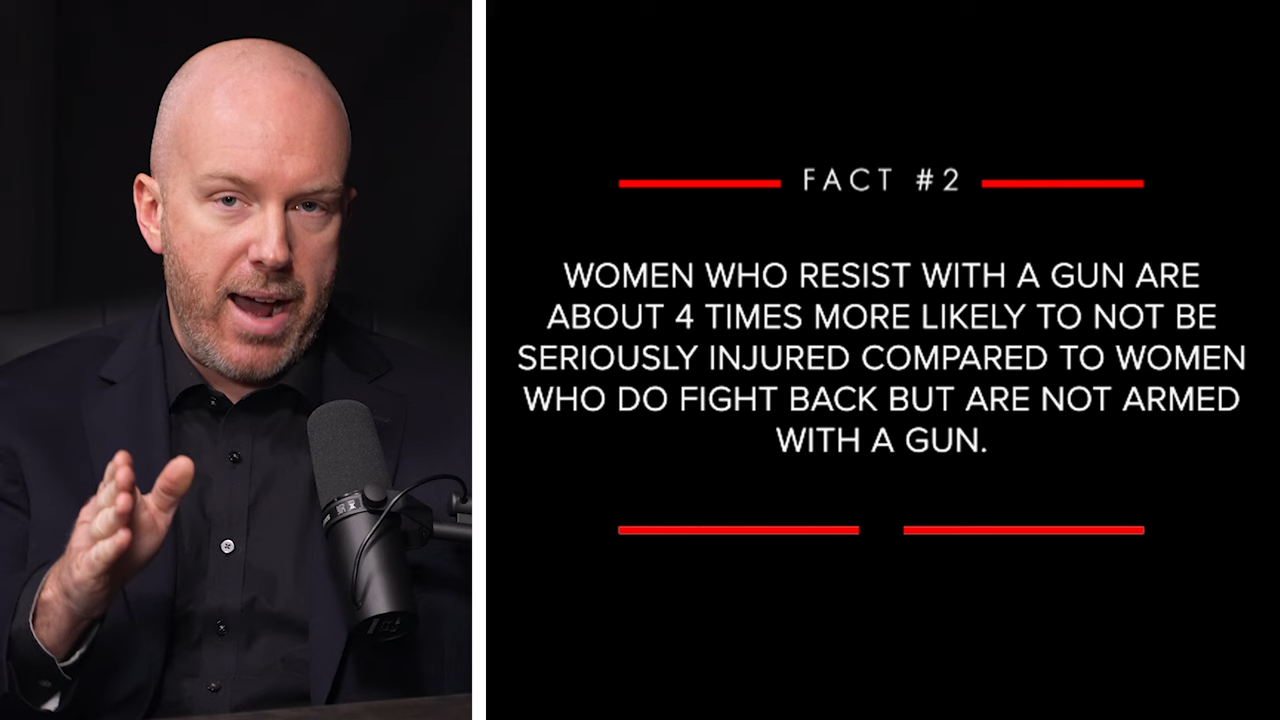 FACT #2
WOMEN WHO RESIST WITH A GUN ARE
ABOUT 4 TIMES MORE LIKELY TO NOT BE
SERIOUSLY INJURED COMPARED TO WOMEN
WHO DO FIGHT BACK BUT ARE NOT ARMED
WITH A GUN.